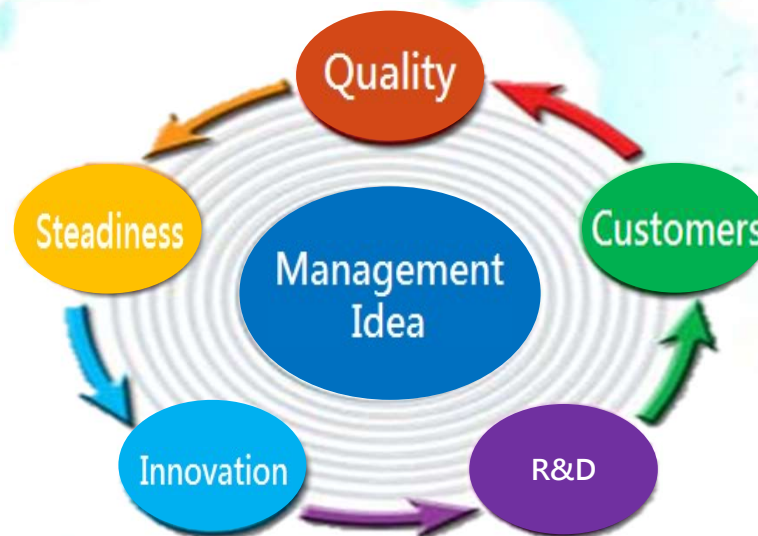 Quality
Steadiness
Customers
Management
Idea
Innovation
R&D